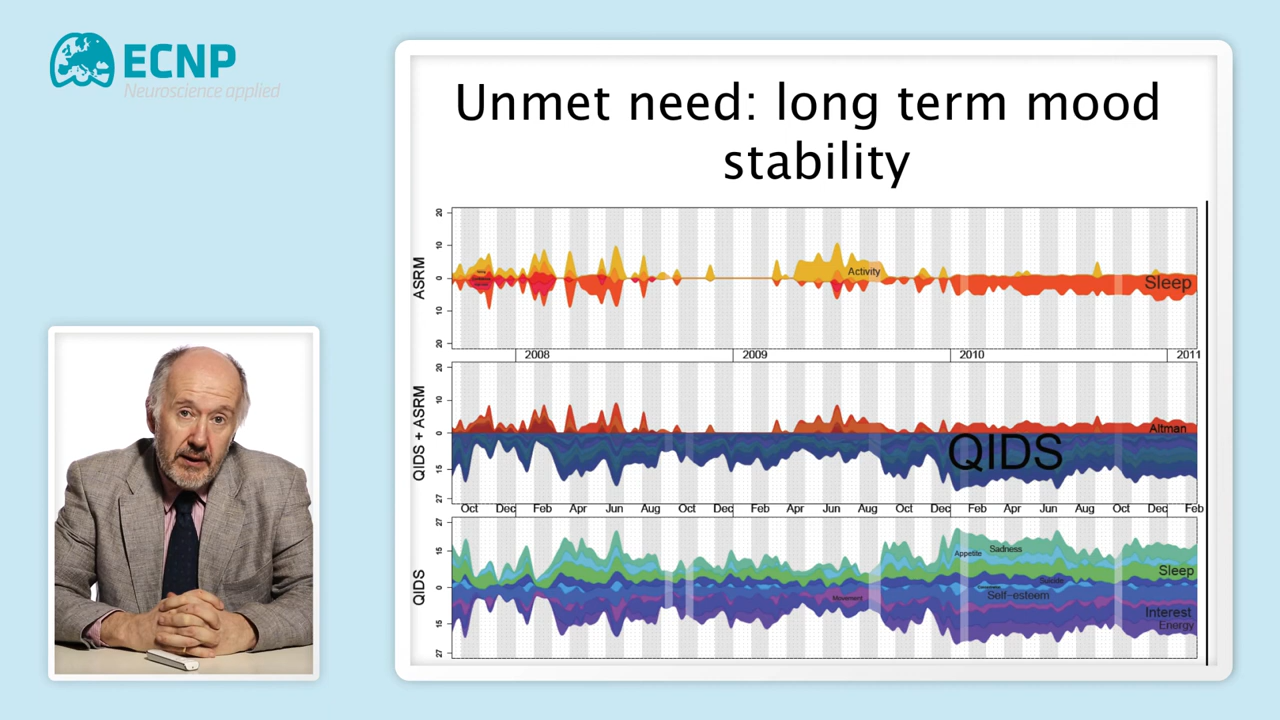 ECNP
Neuroscience applied
Unmet need: long term mood
stability
ASRM
20
10
0
10
20
Activity
Sleep
2008
2009
2010
2011
QIDS + ASRM
20
10
0
15
27
Altman
QIDS
Oct Dec Feb Apr Jun Aug Oct Dec Feb Apr Jun Aug Oct Dec Feb Apr Jun Aug Oct Dec Feb
QIDS
27
15
0
15
27
Appetite
Sadness
Sleep
Suicide
Self-esteem
Movement
Interest
Energy